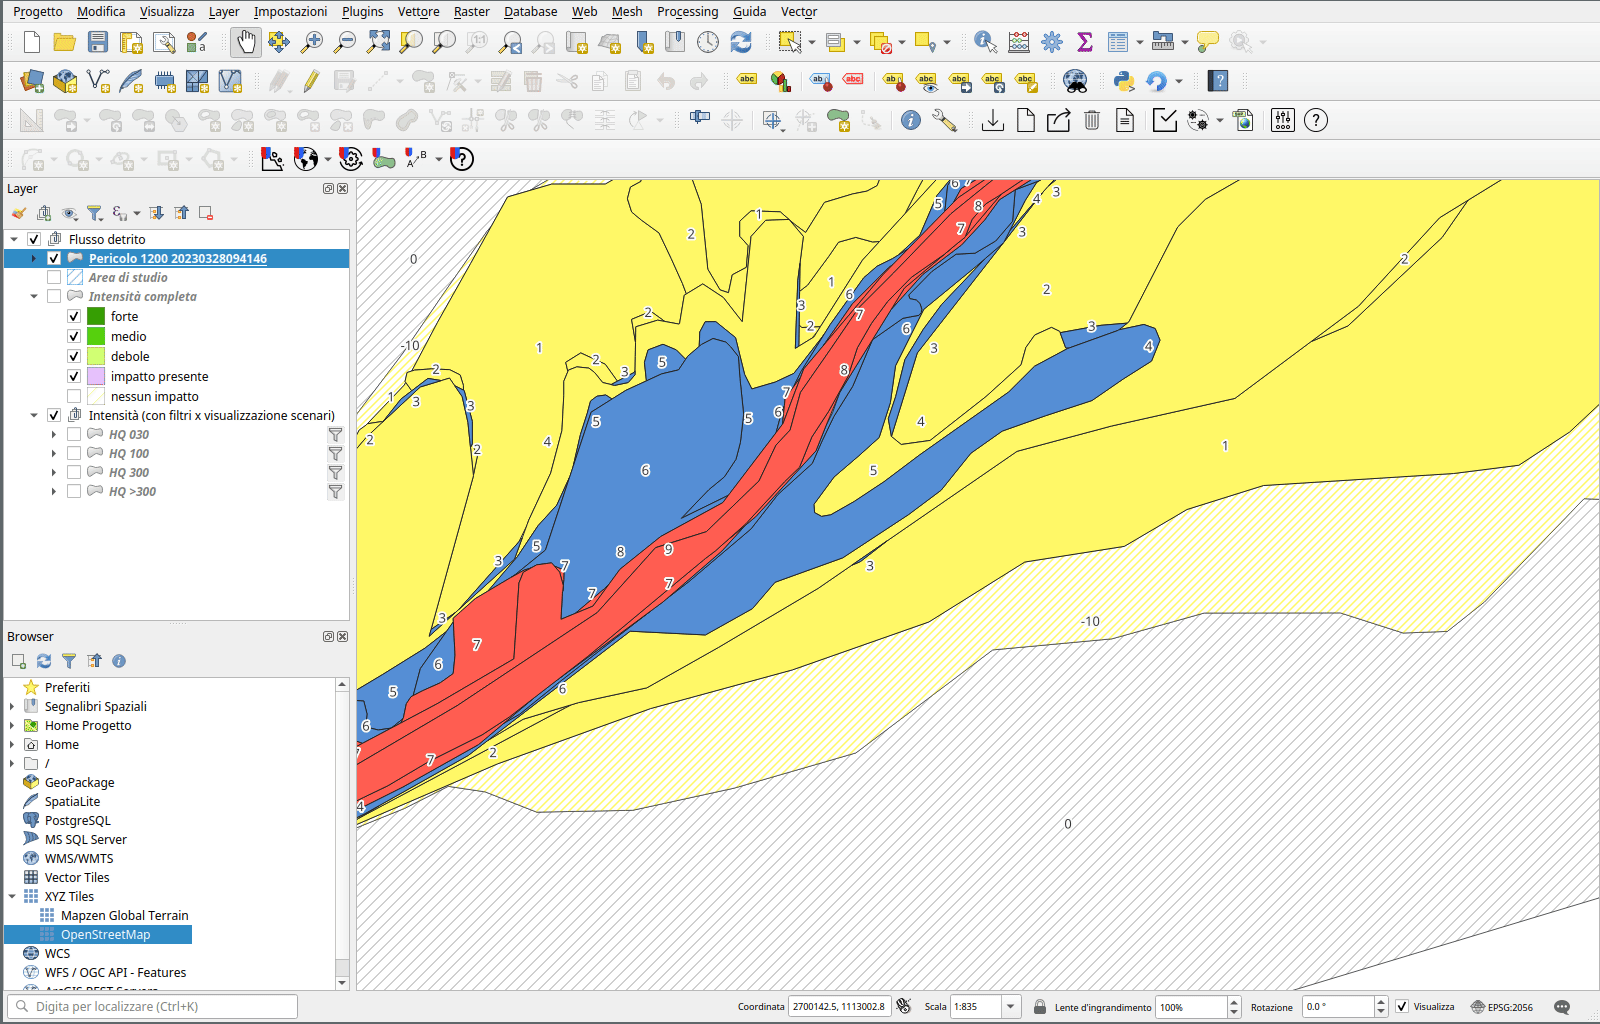 Progetto Modifica Visualizza Layer Impostazioni Plugins Vettore Raster Database Web Mesh Processing Guida Vector
Layer
Flusso detrito
Pericolo 1200 20230328094146
Area di studio
Intensità completa
forte
medio
debole
impatto presente
nessun impatto
Intensità (con filtri x visualizzazione scenari)
HQ 030
HQ 100
HQ 300
HQ >300
Browser
Preferiti
Segnalibri Spaziali
Home Progetto
Home
/
GeoPackage
SpatiaLite
PostgreSQL
MS SQL Server
WMS/WMTS
Vector Tiles
XYZ Tiles
Mapzen Global Terrain
OpenStreetMap
WCS
WFS / OGC API - Features
ArcGIS REST Servers
6 7 3
5 8 4
1
2 7 3
0 2
2
1 6
3 7
2 2 3
6
-10 1 3 4
2 5
2 3 8
1 3 3 7
5 5 6 4
2 4 1
2 6 5
5 8 9
3 7 3
7 7
3 -10
7
6
5 6
6
7 2
7
4
0
Digita per localizzare (Ctrl+K) Coordinata 2700142.5, 1113002.8 Scala 1:835 Lente d'ingrandimento 100% Rotazione 0.0 ° Visualizza EPSG:2056